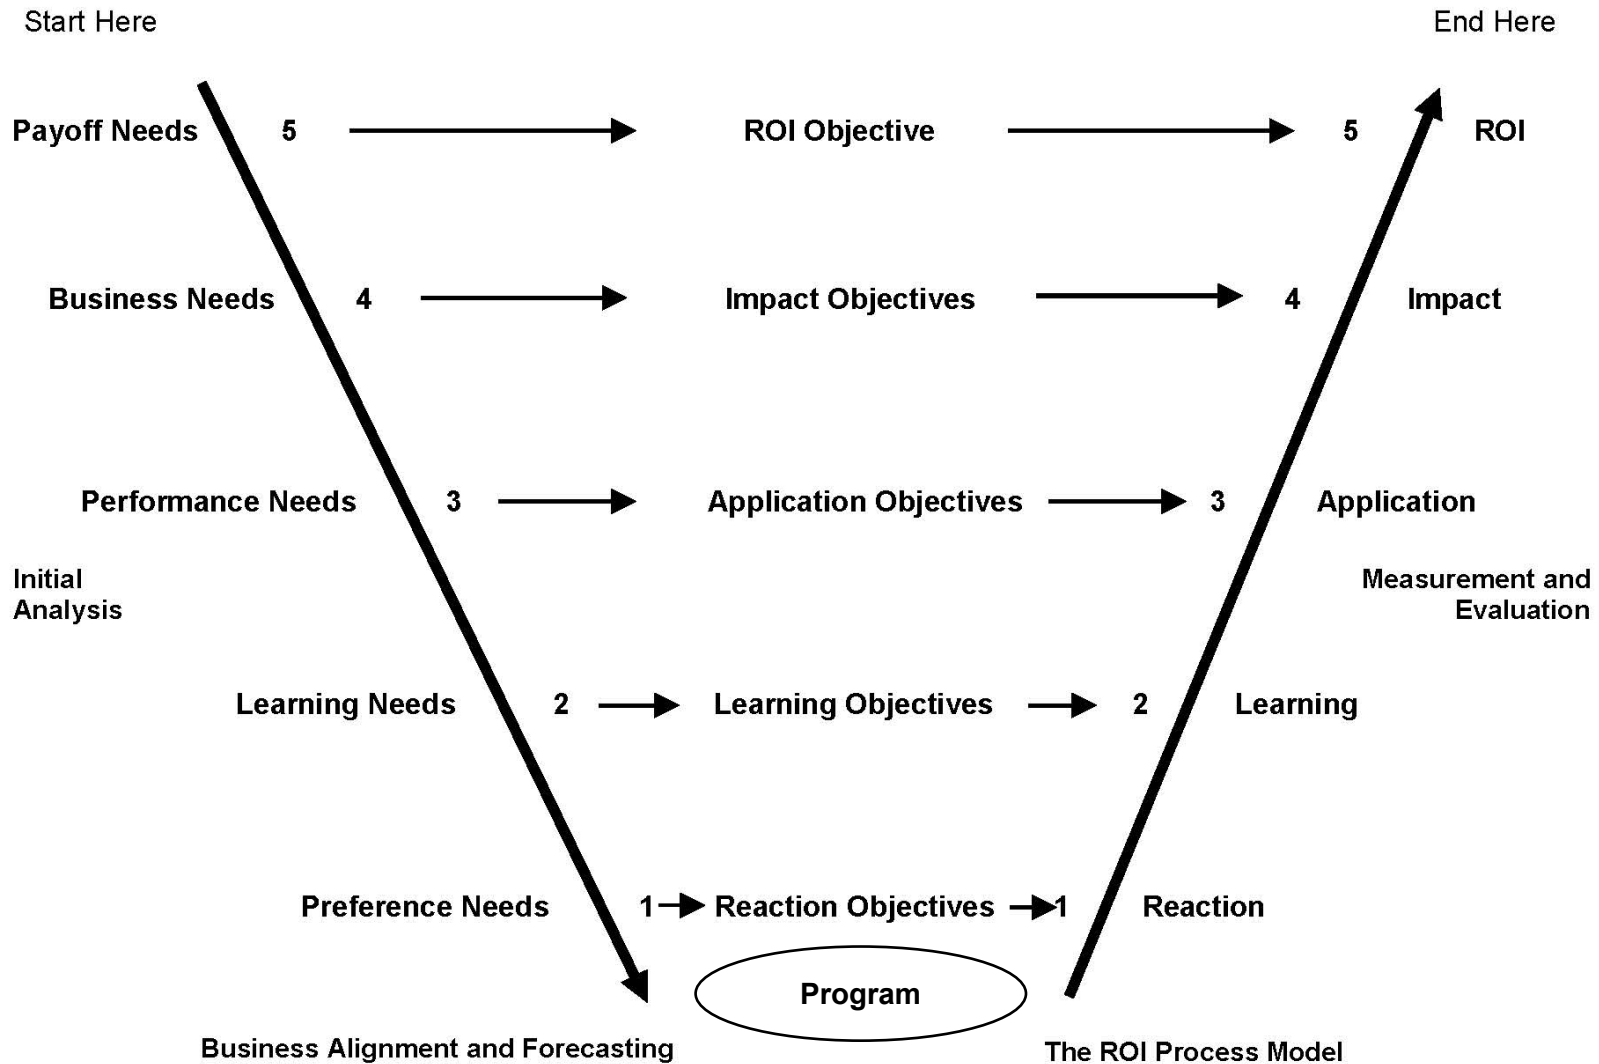 Start Here
End Here
Payoff Needs 5 ROI Objective 5 ROI
Business Needs 4 Impact Objectives 4 Impact
Performance Needs 3 Application Objectives 3 Application
Initial
Analysis
Measurement and
Evaluation
Learning Needs 2 Learning Objectives 2 Learning
Preference Needs 1 Reaction Objectives 1 Reaction
Program
Business Alignment and Forecasting
The ROI Process Model